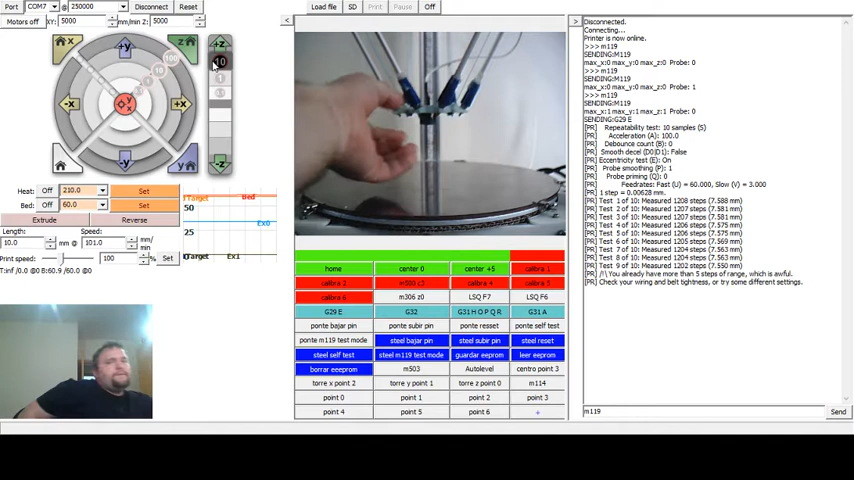 Port COM7 @ 250000 Disconnect Reset
Motors off XY: 5000 mm/min Z: 5000
+y z +z
100
10 10
1 1
-x y x +x
-y y -z
Heat: Off 210.0 Set
Bed: Off 60.0 Set
Extrude Reverse
Length: Speed:
10.0 mm @ 101.0 mm/ min
Print speed: 100 % Set
T:inf /0.0 @0 B:60.9 /60.0 @0
Target Bed
50
Ex0
25
Target Ex1
< Load file SD Print Pause Off >
home center 0 center +5 calibra 1
calibra 2 m500 c3 calibra 4 calibra 5
calibra 6 m306 z0 LSQ F7 LSQ F6
G29 E G32 G31 H O P Q R G31 A
ponte bajar pin ponte subir pin ponte resset ponte self test
ponte m119 test mode steel bajar pin steel subir pin steel reset
steel self test steel m119 test mode guardar eeprom leer eeprom
borrar eeeprom m503 Autolevel centro point 3
torre x point 2 torre y point 1 torre z point 0 m114
point 0 point 1 point 2 point 3
point 4 point 5 point 6 +
Disconnected.
Connecting...
Printer is now online.
>>> m119
SENDING:M119
max_x:0 max_y:0 max_z:0 Probe: 0
>>> m119
SENDING:M119
max_x:0 max_y:0 max_z:0 Probe: 1
>>> m119
SENDING:M119
max_x:1 max_y:1 max_z:1 Probe: 0
SENDING:G29 E
[PR] Repeatability test: 10 samples (S)
[PR] Acceleration (A): 100.0
[PR] Debounce count (B): 0
[PR] Smooth decel (D0|D1): False
[PR] Eccentricity test (E): On
[PR] Probe smoothing (P): 1
[PR] Probe priming (Q): 0
[PR] Feedrates: Fast (U) = 60.000, Slow (V) = 3.000
[PR] 1 step = 0.00628 mm.
[PR] Test 1 of 10: Measured 1208 steps (7.588 mm)
[PR] Test 2 of 10: Measured 1207 steps (7.581 mm)
[PR] Test 3 of 10: Measured 1207 steps (7.581 mm)
[PR] Test 4 of 10: Measured 1206 steps (7.575 mm)
[PR] Test 5 of 10: Measured 1206 steps (7.575 mm)
[PR] Test 6 of 10: Measured 1205 steps (7.569 mm)
[PR] Test 7 of 10: Measured 1204 steps (7.563 mm)
[PR] Test 8 of 10: Measured 1204 steps (7.563 mm)
[PR] Test 9 of 10: Measured 1202 steps (7.550 mm)
[PR] /!\ You already have more than 5 steps of range, which is awful.
[PR] Check your wiring and belt tightness, or try some different settings.
m119 Send